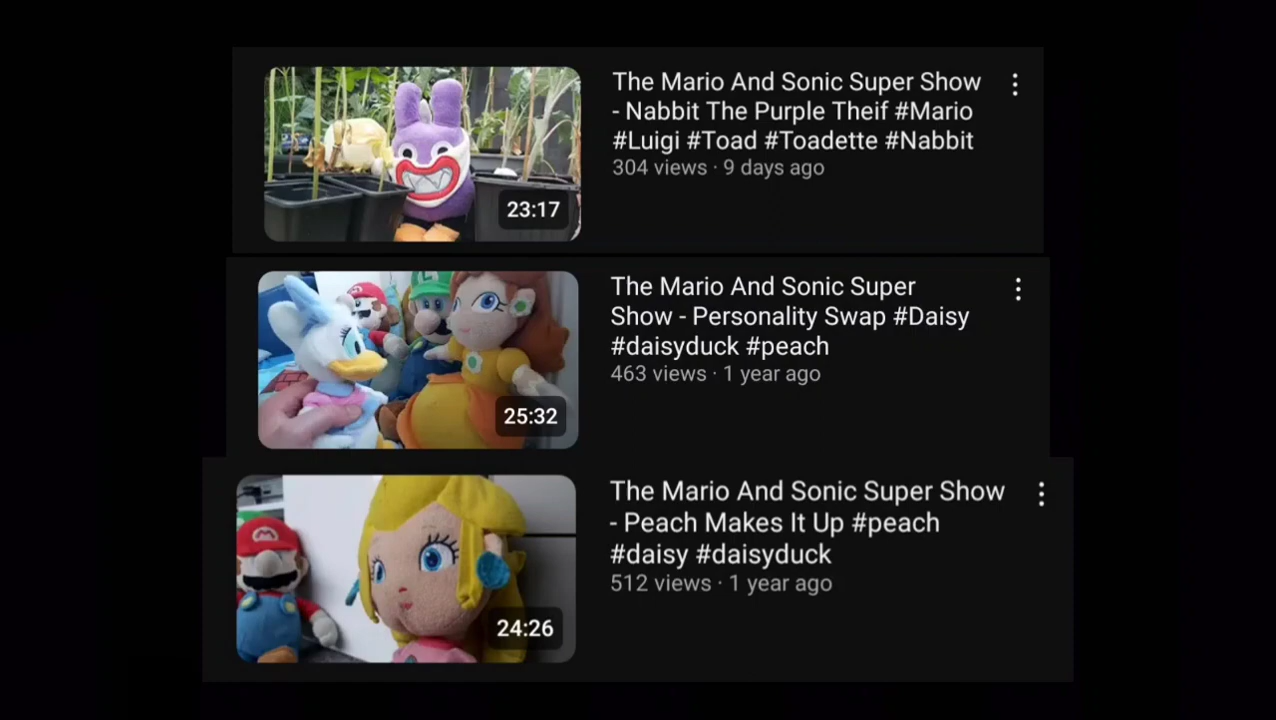 The Mario And Sonic Super Show
- Nabbit The Purple Theif #Mario
#Luigi #Toad #Toadette #Nabbit
304 views · 9 days ago
23:17
The Mario And Sonic Super
Show - Personality Swap #Daisy
#daisyduck #peach
463 views · 1 year ago
25:32
The Mario And Sonic Super Show
- Peach Makes It Up #peach
#daisy #daisyduck
512 views · 1 year ago
24:26